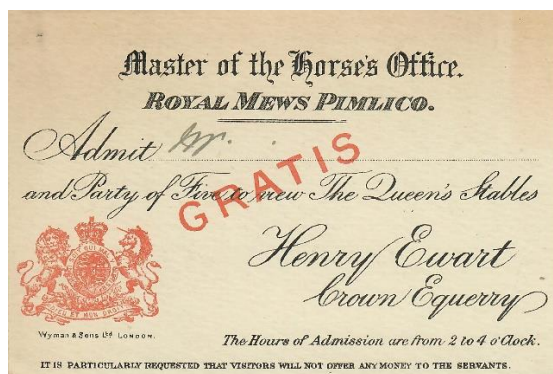 Master of the Horse's Office.
ROYAL MEWS PIMLICO.
Admit
and Party of Five to view The Queen's Stables
GRATIS
Henry Ewart
Crown Equerry
Wyman & Sons Ltd London.
The Hours of Admission are from 2 to 4 o'Clock.
IT IS PARTICULARLY REQUESTED THAT VISITORS WILL NOT OFFER ANY MONEY TO THE SERVANTS.